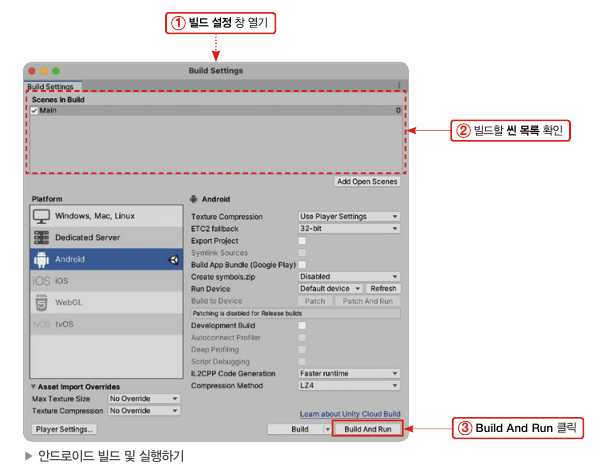 ① 빌드 설정 창 열기
Build Settings
Build Settings
Scenes In Build
Main 0
② 빌드할 씬 목록 확인
Add Open Scenes
Platform
Windows, Mac, Linux
Dedicated Server
Android
iOS iOS
WebGL
tvOS tvOS
Android
Texture Compression Use Player Settings
ETC2 fallback 32-bit
Export Project
Symlink Sources
Build App Bundle (Google Play)
Create symbols.zip Disabled
Run Device Default device Refresh
Build to Device Patch Patch And Run
Patching is disabled for Release builds
Development Build
Autoconnect Profiler
Deep Profiling
Script Debugging
IL2CPP Code Generation Faster runtime
Compression Method LZ4
Asset Import Overrides
Max Texture Size No Override
Texture Compression No Override
Learn about Unity Cloud Build
Player Settings... Build Build And Run
③ Build And Run 클릭
▶ 안드로이드 빌드 및 실행하기